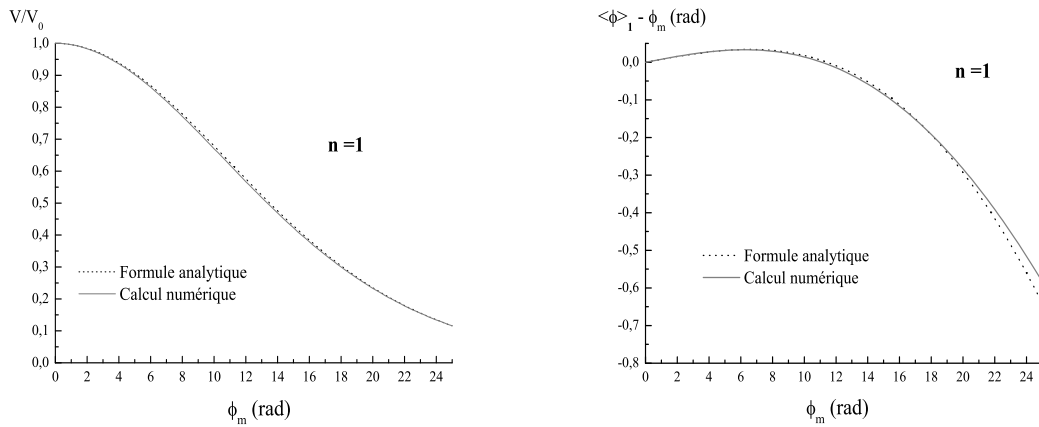 V/V₀
1,0
0,9
0,8
0,7
0,6
0,5
0,4
0,3
0,2
0,1
0,0
n =1
Formule analytique
Calcul numérique
0 2 4 6 8 10 12 14 16 18 20 22 24
ϕₘ (rad)
<ϕ>₁ - ϕₘ (rad)
0,0
-0,1
-0,2
-0,3
-0,4
-0,5
-0,6
-0,7
-0,8
n =1
Formule analytique
Calcul numérique
0 2 4 6 8 10 12 14 16 18 20 22 24
ϕₘ (rad)